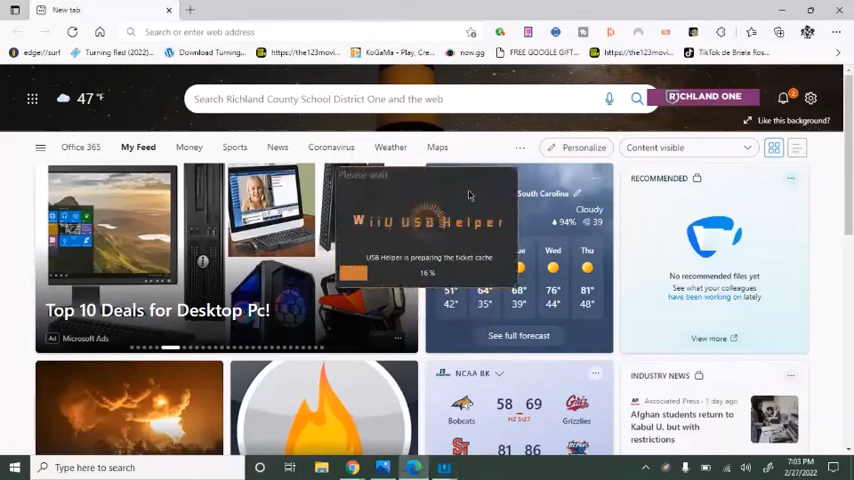 New tab
Search or enter web address
edge://surf
Turning Red (2022)...
Download Turning...
https://the123movi...
KoGaMa - Play, Cre...
now.gg
FREE GOOGLE GIFT...
https://the123movi...
TikTok de Briela Ros...
47 °F
Search Richland County School District One and the web
RICHLAND ONE
2
Like this background?
Office 365
My Feed
Money
Sports
News
Coronavirus
Weather
Maps
Personalize
Content visible
Please wait
WiiU USB Helper
USB Helper is preparing the ticket cache
16 %
South Carolina
Cloudy
94%
39
Wed
Thu
51° 64° 68° 76° 81°
42° 35° 39° 44° 48°
See full forecast
Top 10 Deals for Desktop Pc!
Ad
Microsoft Ads
RECOMMENDED
No recommended files yet
See what your colleagues
have been working on lately
View more
NCAA BK
58 69
Bobcats
Grizzlies
81 86
INDUSTRY NEWS
Associated Press · 1 day ago
Afghan students return to
Kabul U, but with
restrictions
Type here to search
7:03 PM
2/27/2022